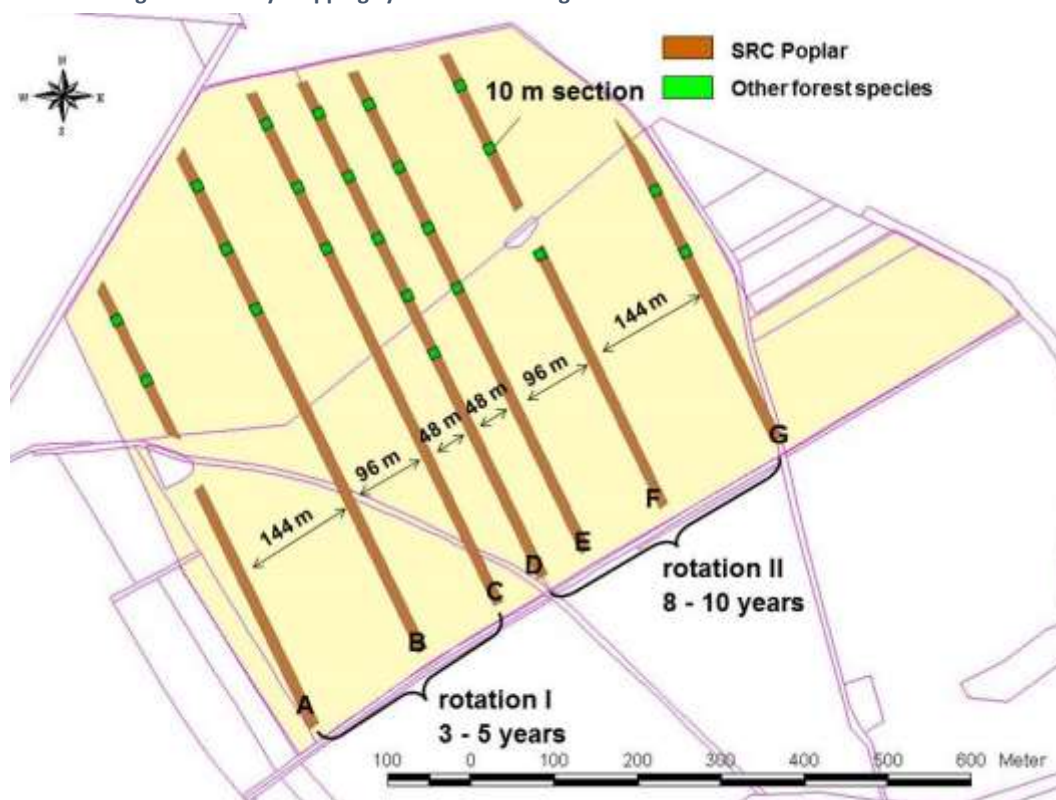 SRC Poplar
Other forest species
N
W E
S
10 m section
144 m
96 m
48 m
48 m
96 m
144 m
A
B
C
D
E
F
G
rotation I
3 - 5 years
rotation II
8 - 10 years
100 0 100 200 300 400 500 600 Meter